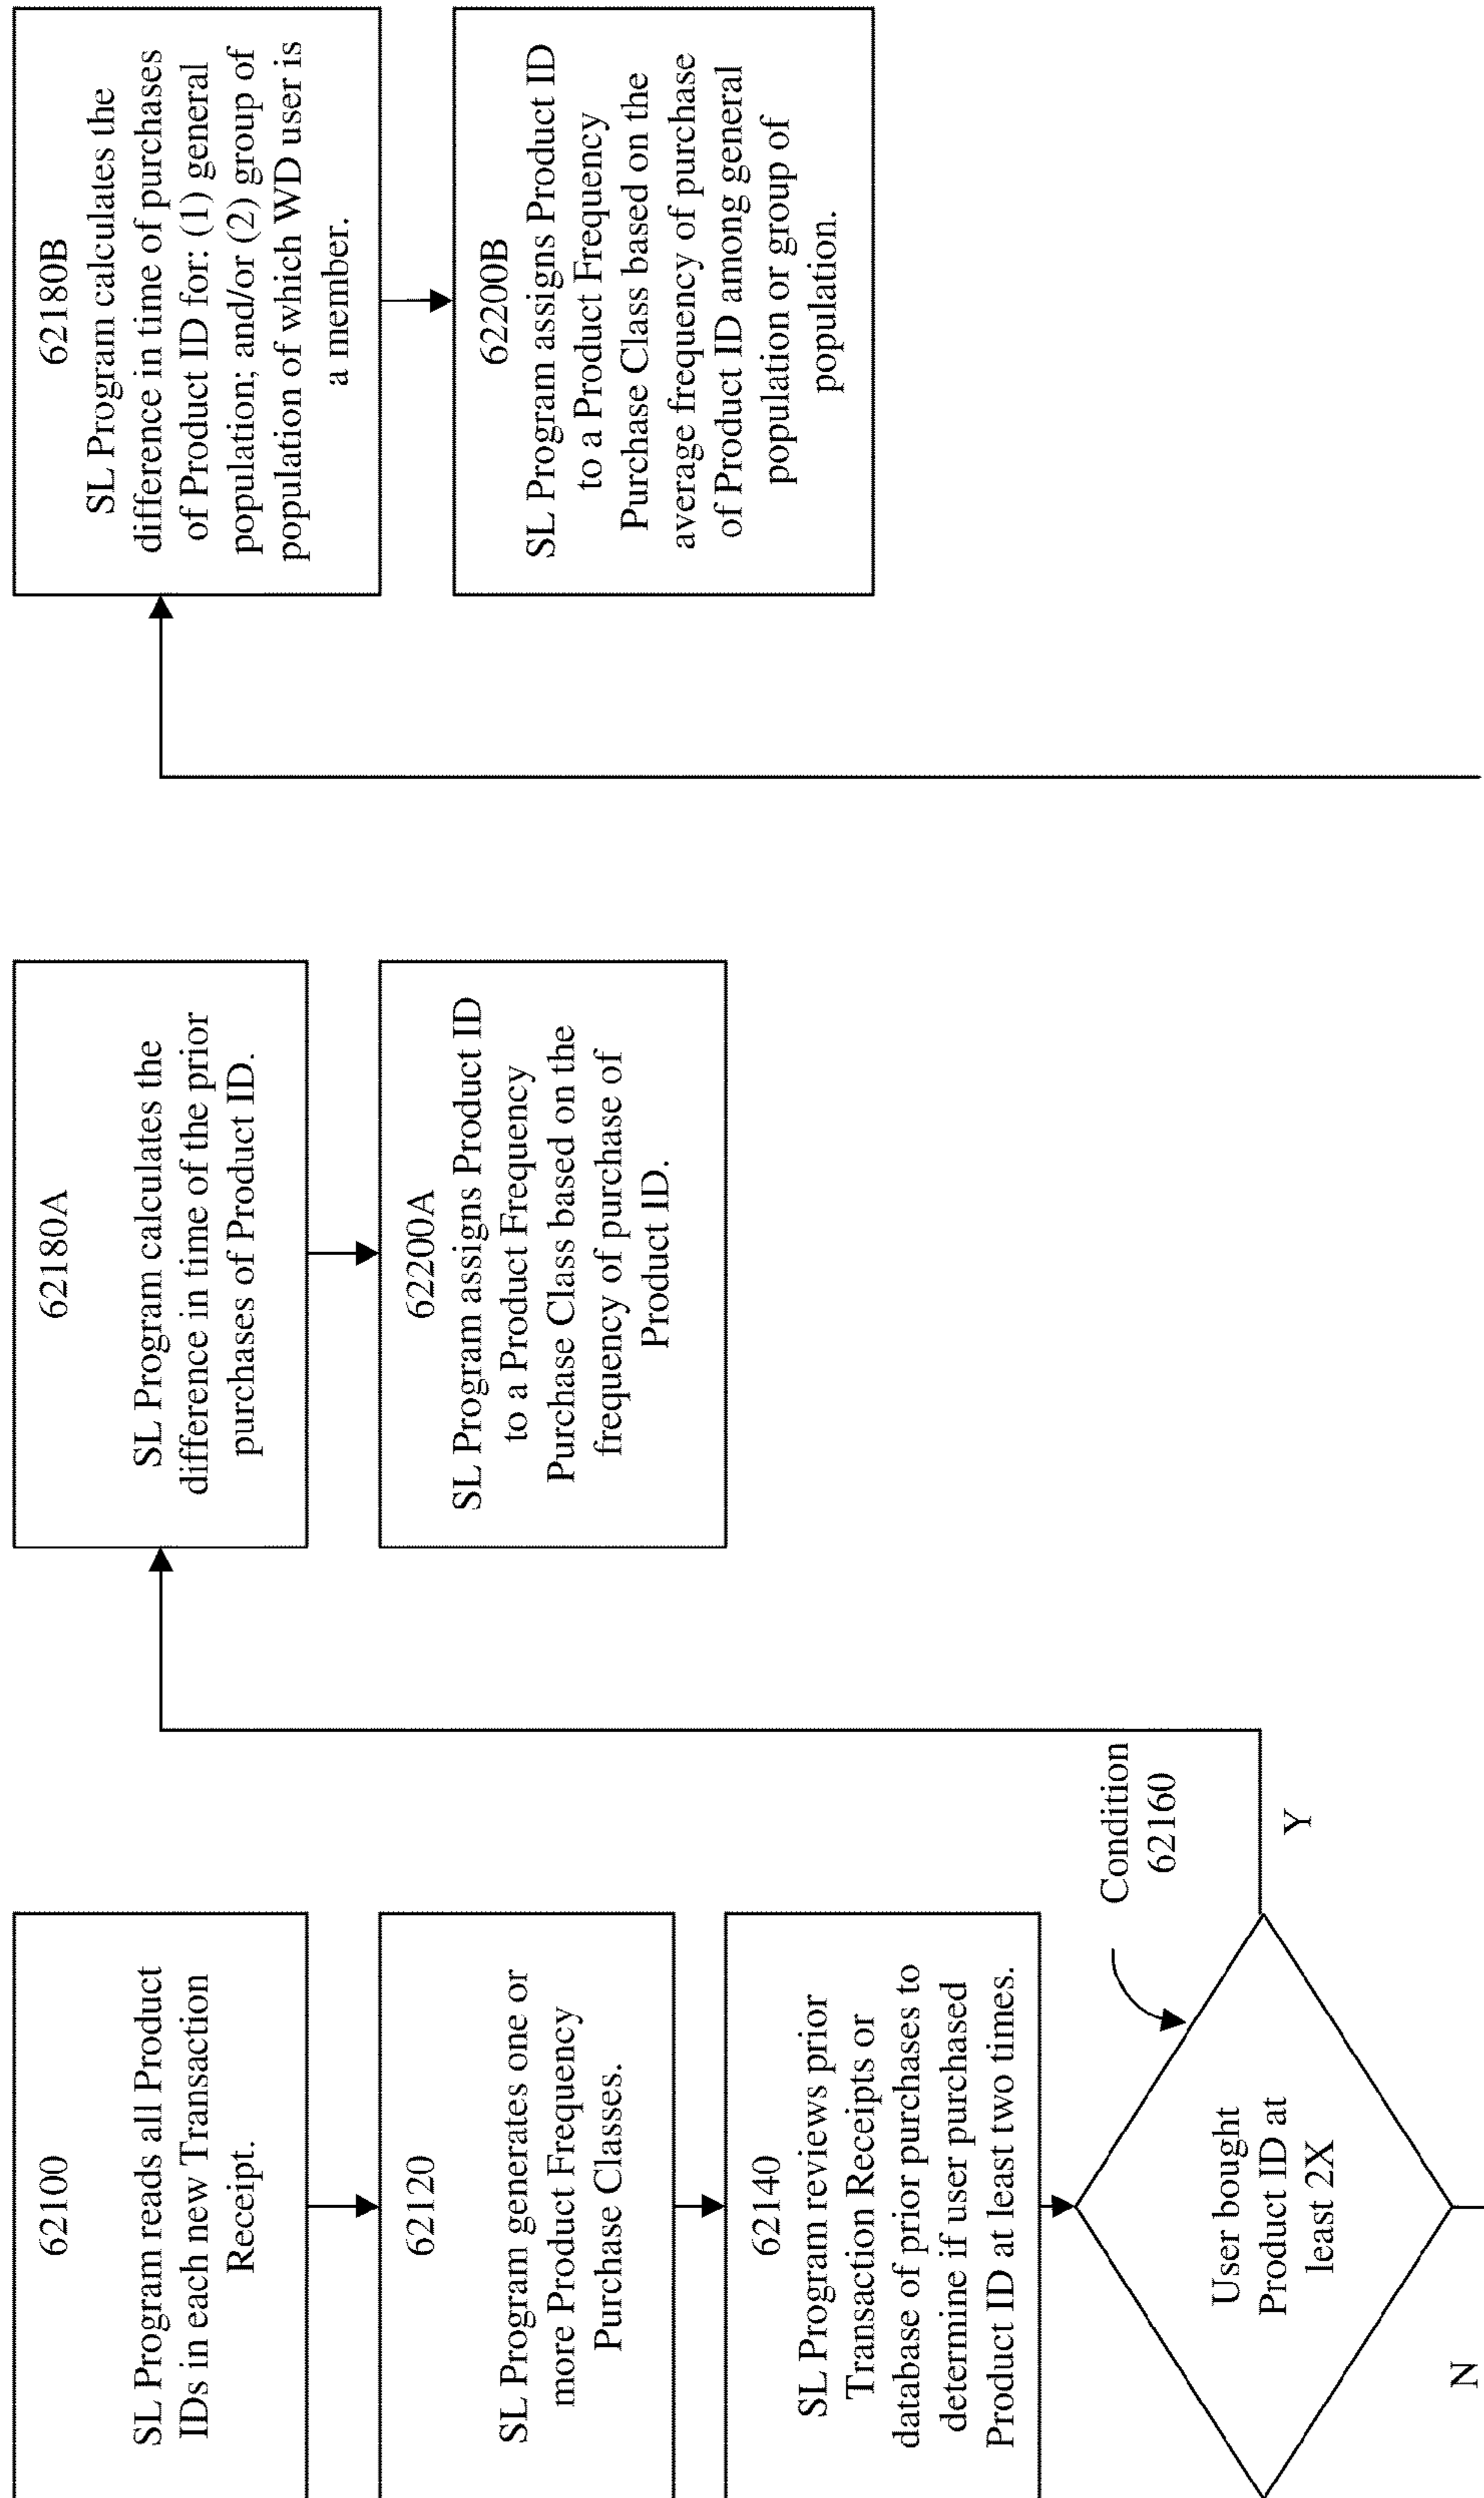 62100
SL Program reads all Product
IDs in each new Transaction
Receipt.
62120
SL Program generates one or
more Product Frequency
Purchase Classes.
62140
SL Program reviews prior
Transaction Receipts or
database of prior purchases to
determine if user purchased
Product ID at least two times.
Condition
62160
User bought
Product ID at
least 2X
Y
N
62180A
SL Program calculates the
difference in time of the prior
purchases of Product ID.
62200A
SL Program assigns Product ID
to a Product Frequency
Purchase Class based on the
frequency of purchase of
Product ID.
62180B
SL Program calculates the
difference in time of purchases
of Product ID for: (1) general
population; and/or (2) group of
population of which WD user is
a member.
62200B
SL Program assigns Product ID
to a Product Frequency
Purchase Class based on the
average frequency of purchase
of Product ID among general
population or group of
population.